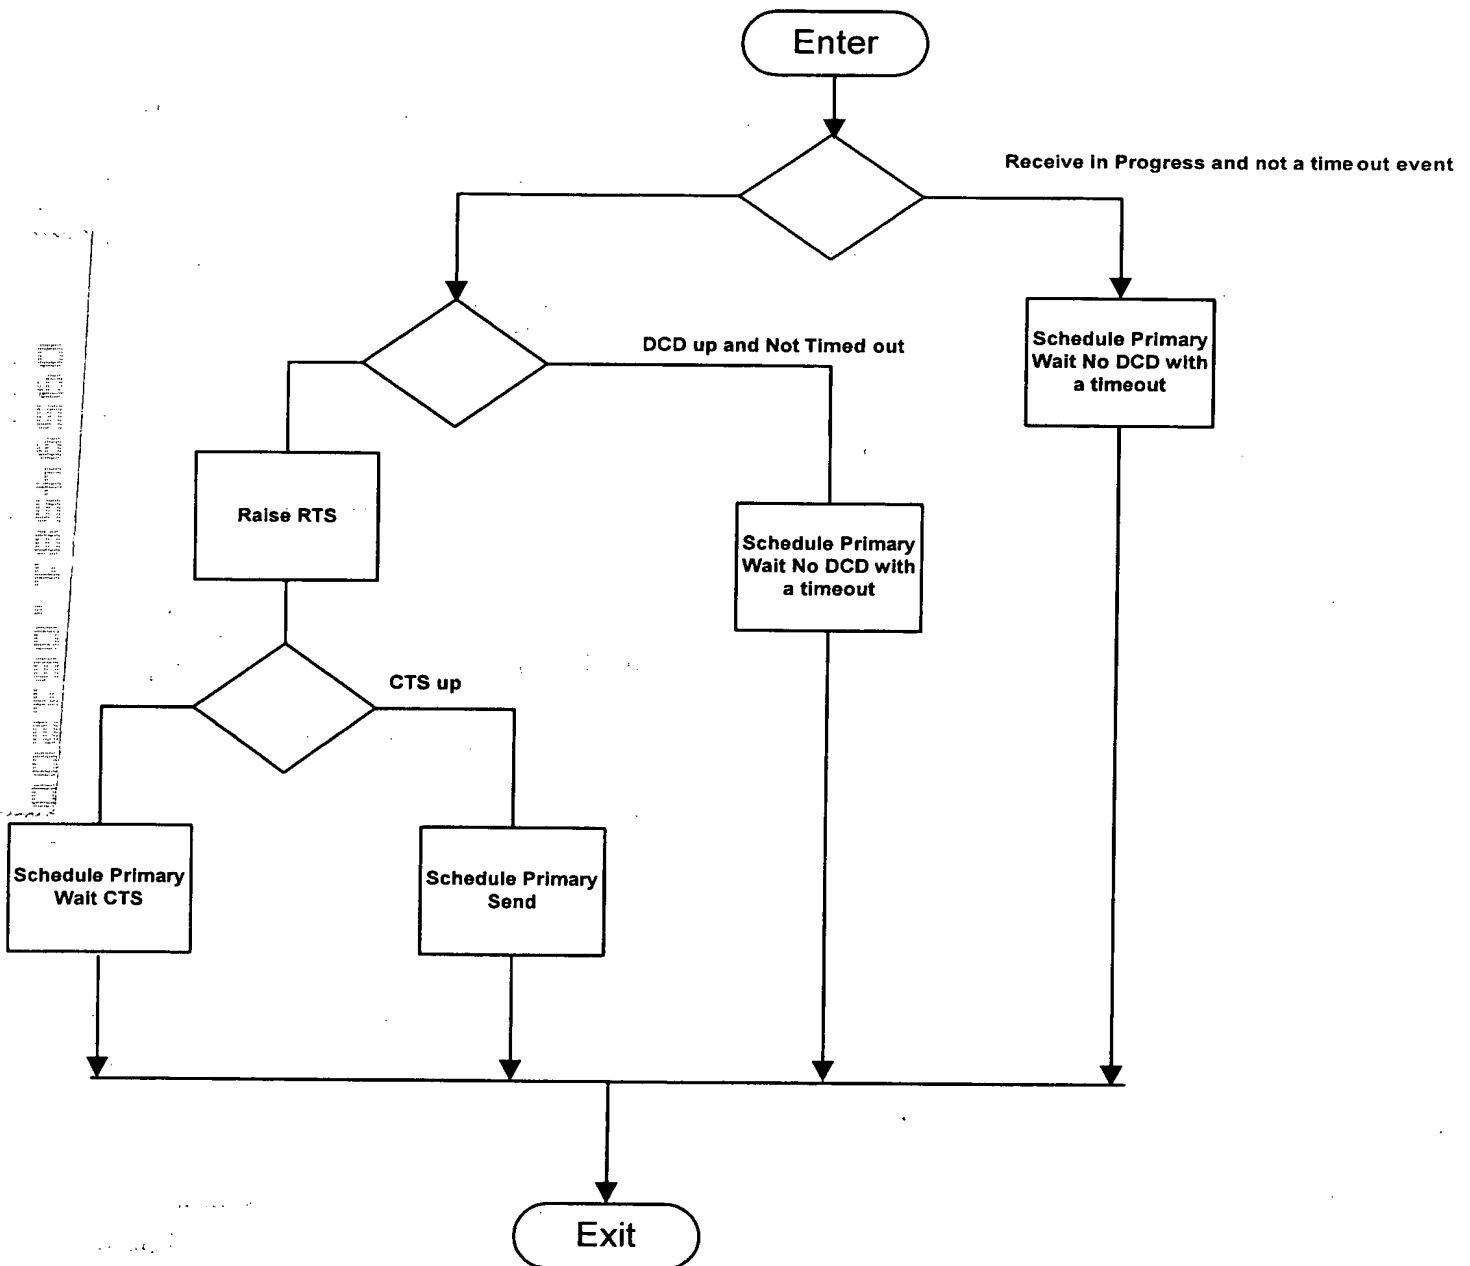 Enter
Receive In Progress and not a timeout event
Schedule Primary
Wait No DCD with
a timeout
DCD up and Not Timed out
Raise RTS
Schedule Primary
Wait No DCD with
a timeout
CTS up
Schedule Primary
Wait CTS
Schedule Primary
Send
Exit